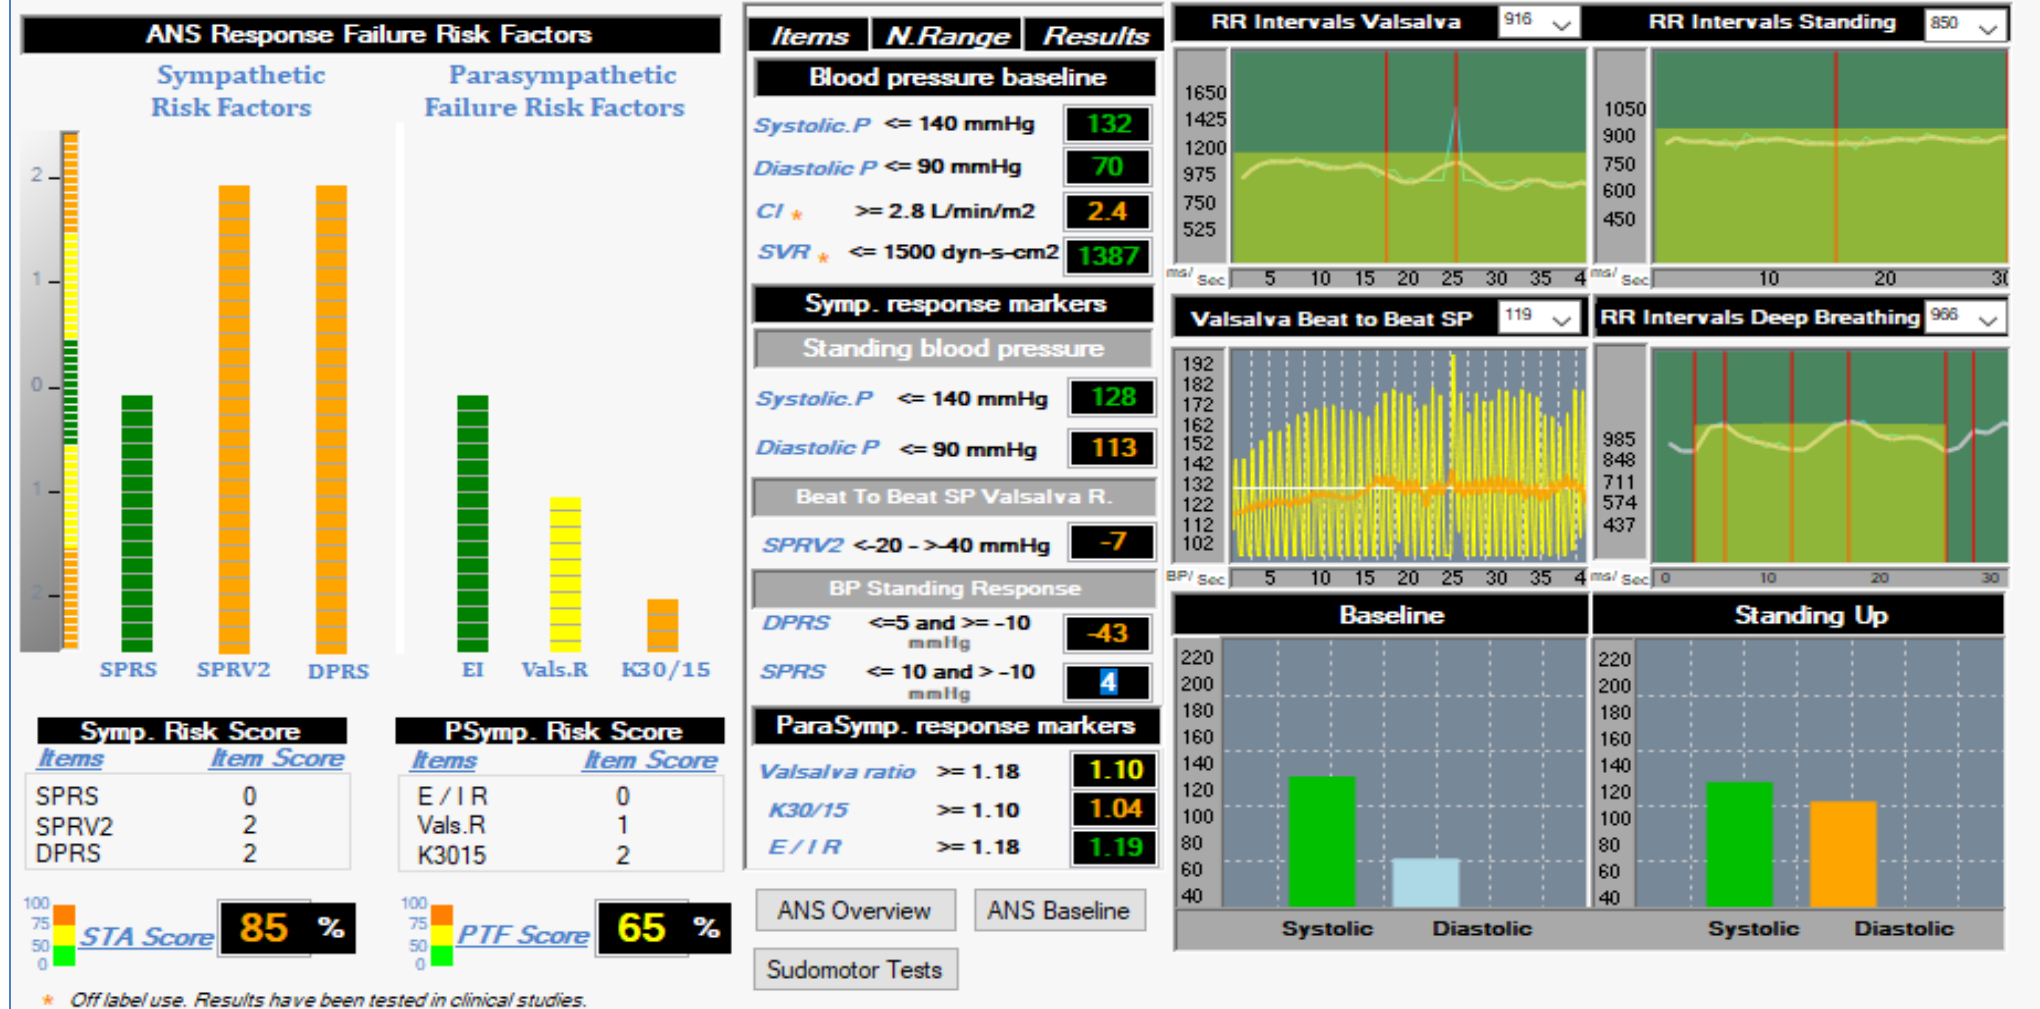 ANS Response Failure Risk Factors
Sympathetic
Risk Factors
Parasympathetic
Failure Risk Factors
2
1
0
1
2
SPRS SPRV2 DPRS
EI Vals.R K30/15
Symp. Risk Score
Items Item Score
SPRS 0
SPRV2 2
DPRS 2
PSymp. Risk Score
Items Item Score
E / I R 0
Vals.R 1
K3015 2
100
75
50
0
STA Score 85 %
100
75
50
0
PTF Score 65 %
* Off label use. Results have been tested in clinical studies.
Items N.Range Results
Blood pressure baseline
Systolic.P <= 140 mmHg 132
Diastolic P <= 90 mmHg 70
CI * >= 2.8 L/min/m2 2.4
SVR * <= 1500 dyn-s-cm2 1387
Symp. response markers
Standing blood pressure
Systolic.P <= 140 mmHg 128
Diastolic P <= 90 mmHg 113
Beat To Beat SP Valsalva R.
SPRV2 <-20 - >-40 mmHg -7
BP Standing Response
DPRS <=5 and >= -10 mmHg -43
SPRS <= 10 and > -10 mmHg 4
ParaSymp. response markers
Valsalva ratio >= 1.18 1.10
K30/15 >= 1.10 1.04
E / I R >= 1.18 1.19
ANS Overview ANS Baseline
Sudomotor Tests
RR Intervals Valsalva 916
1650
1425
1200
975
750
525
ms/ Sec 5 10 15 20 25 30 35 4
RR Intervals Standing 850
1050
900
750
600
450
ms/ Sec 10 20 30
Valsalva Beat to Beat SP 119
192
182
172
162
152
142
132
122
112
102
BP/ Sec 5 10 15 20 25 30 35 4
RR Intervals Deep Breathing 966
985
848
711
574
437
ms/ Sec 0 10 20 30
Baseline
220
200
180
160
140
120
100
80
60
40
Systolic Diastolic
Standing Up
220
200
180
160
140
120
100
80
60
40
Systolic Diastolic